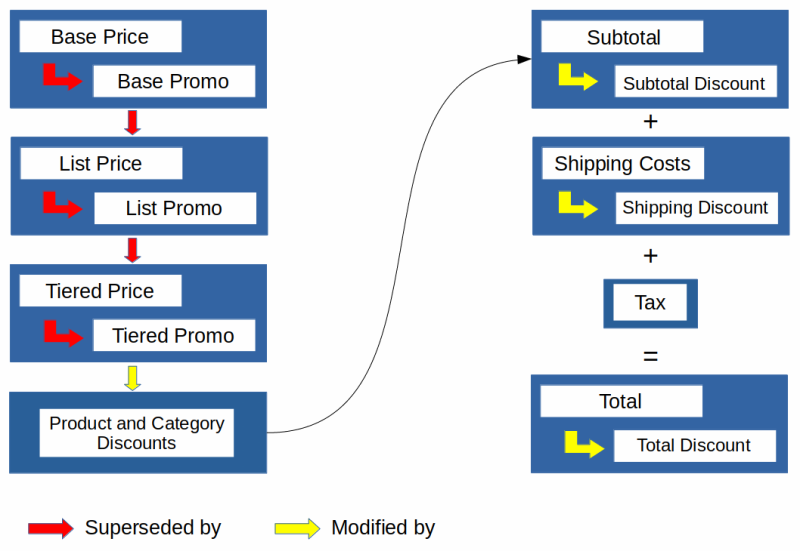 Base Price
Base Promo
List Price
List Promo
Tiered Price
Tiered Promo
Product and Category
Discounts
Subtotal
Subtotal Discount
+
Shipping Costs
Shipping Discount
+
Tax
=
Total
Total Discount
Superseded by
Modified by